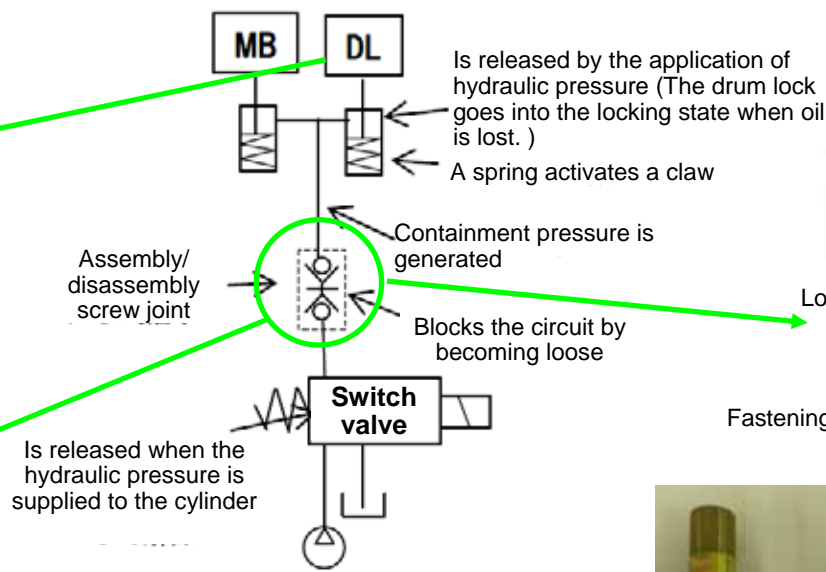 MB
DL
Is released by the application of
hydraulic pressure (The drum lock
goes into the locking state when oil
is lost. )
A spring activates a claw
Containment pressure is
generated
Assembly/
disassembly
screw joint
Lo
Blocks the circuit by
becoming loose
Switch
valve
Fastening
Is released when the
hydraulic pressure is
supplied to the cylinder